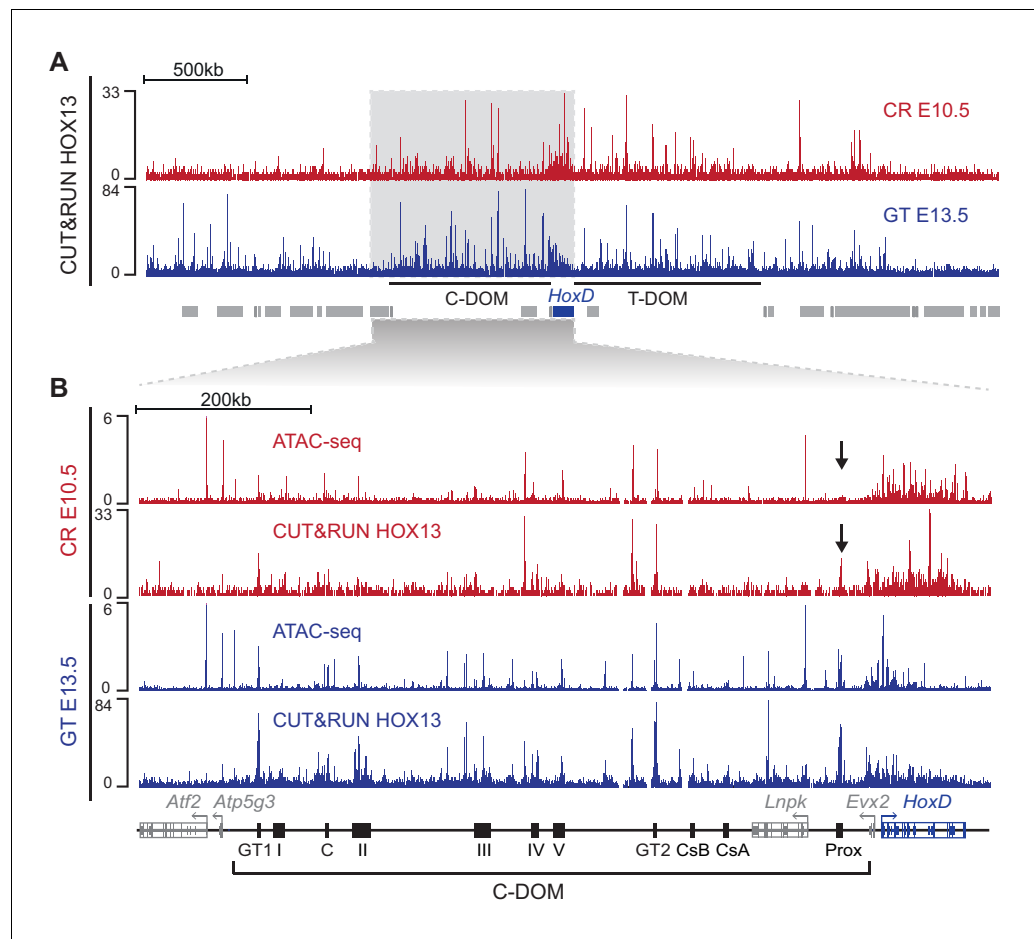 A
500kb
CUT&RUN HOX13
33
0
CR E10.5
84
0
GT E13.5
C-DOM
HoxD
T-DOM
B
200kb
CR E10.5
6
0
ATAC-seq
33
0
CUT&RUN HOX13
GT E13.5
6
0
ATAC-seq
84
0
CUT&RUN HOX13
Atf2 Atp5g3 Lnpk Evx2 HoxD
GT1 I C II III IV V GT2 CsB CsA Prox
C-DOM